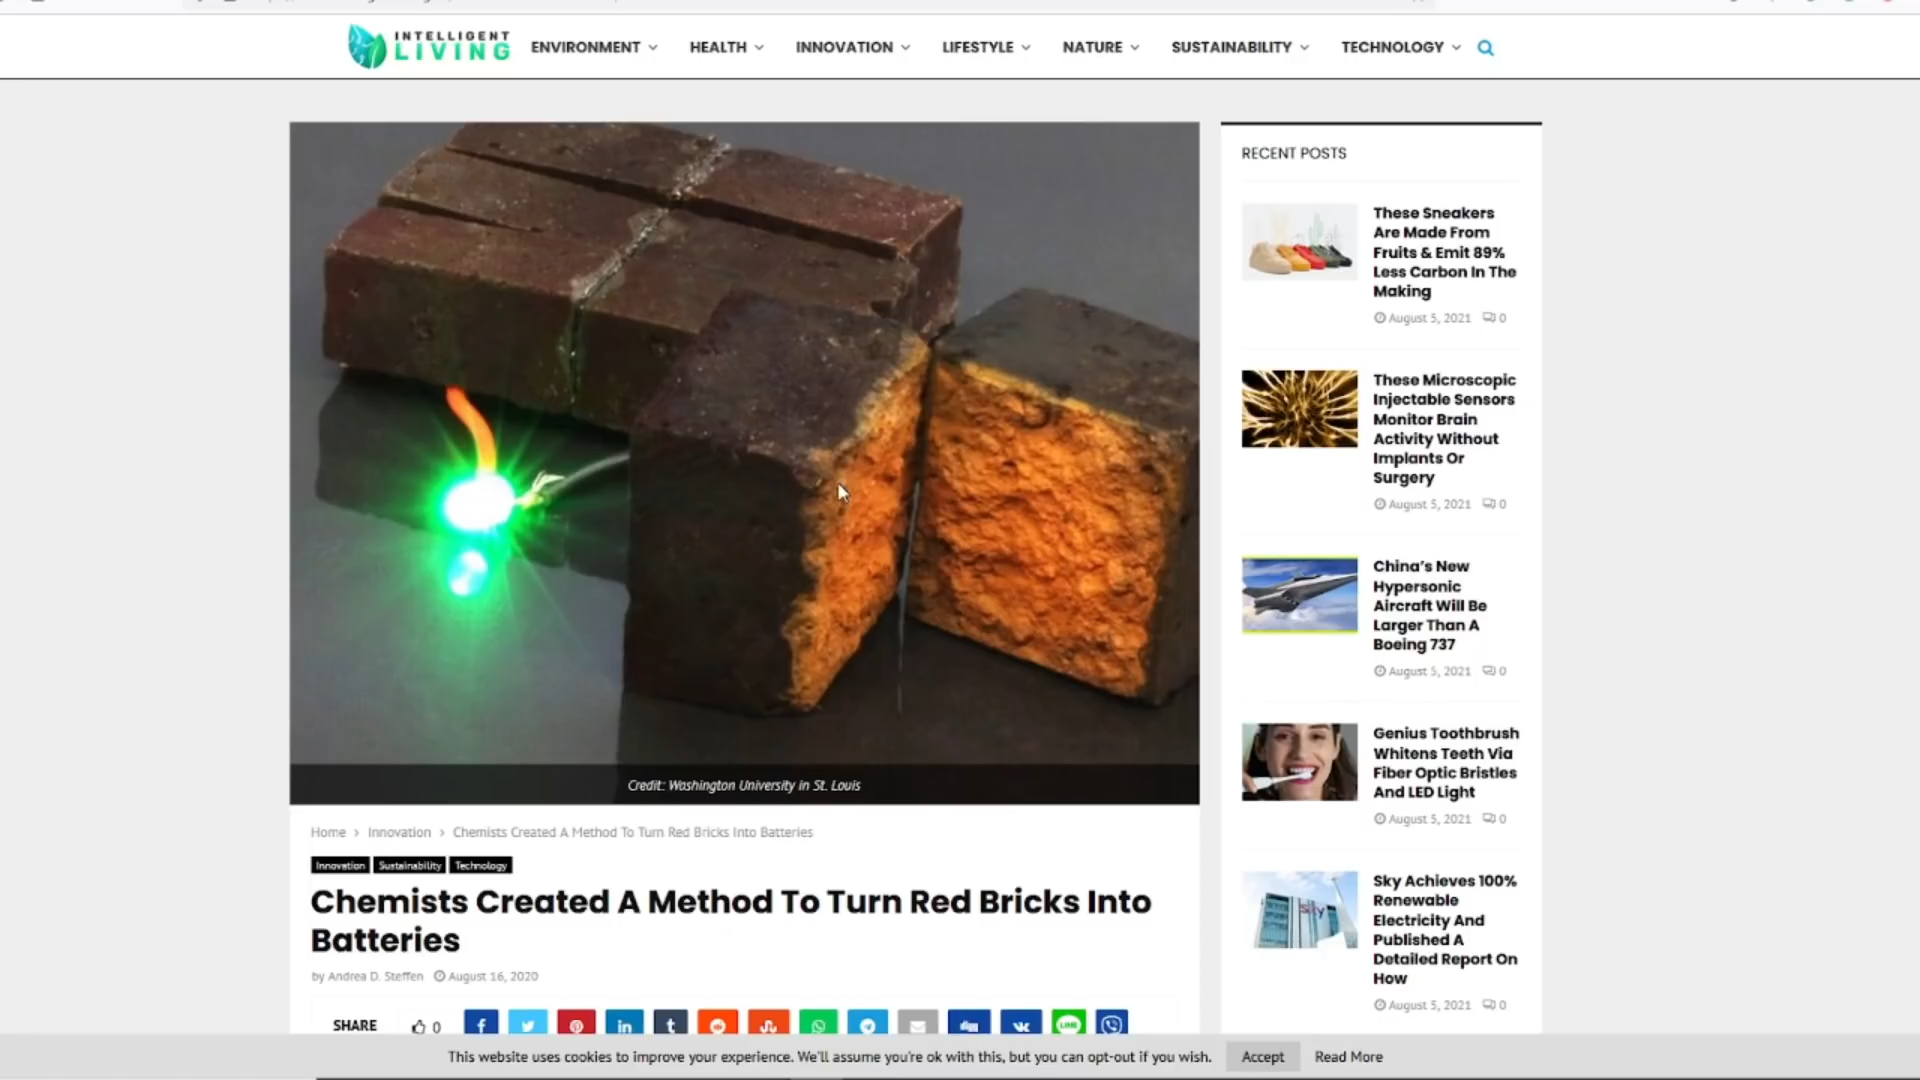 INTELLIGENT
LIVING
ENVIRONMENT
HEALTH
INNOVATION
LIFESTYLE
NATURE
SUSTAINABILITY
TECHNOLOGY
Credit: Washington University in St. Louis
Home > Innovation > Chemists Created A Method To Turn Red Bricks Into Batteries
Innovation
Sustainability
Technology
Chemists Created A Method To Turn Red Bricks Into
Batteries
by Andrea D. Steffen August 16, 2020
SHARE 0
RECENT POSTS
These Sneakers
Are Made From
Fruits & Emit 89%
Less Carbon In The
Making
August 5, 2021 0
These Microscopic
Injectable Sensors
Monitor Brain
Activity Without
Implants Or
Surgery
August 5, 2021 0
China's New
Hypersonic
Aircraft Will Be
Larger Than A
Boeing 737
August 5, 2021 0
Genius Toothbrush
Whitens Teeth Via
Fiber Optic Bristles
And LED Light
August 5, 2021 0
sky
Sky Achieves 100%
Renewable
Electricity And
Published A
Detailed Report On
How
August 5, 2021 0
This website uses cookies to improve your experience. We'll assume you're ok with this, but you can opt-out if you wish.
Accept
Read More